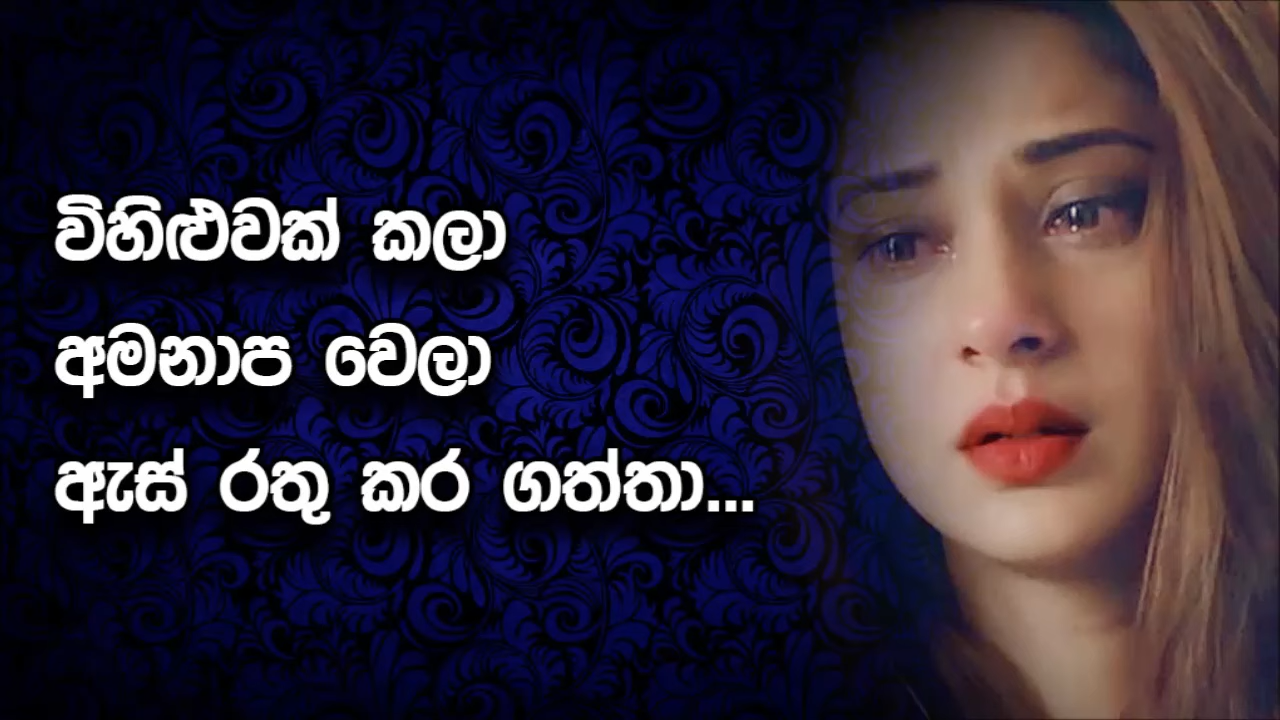 විහිළුවක් කලා
අමනාප වෙලා
ඇස් රතු කර ගත්තා...